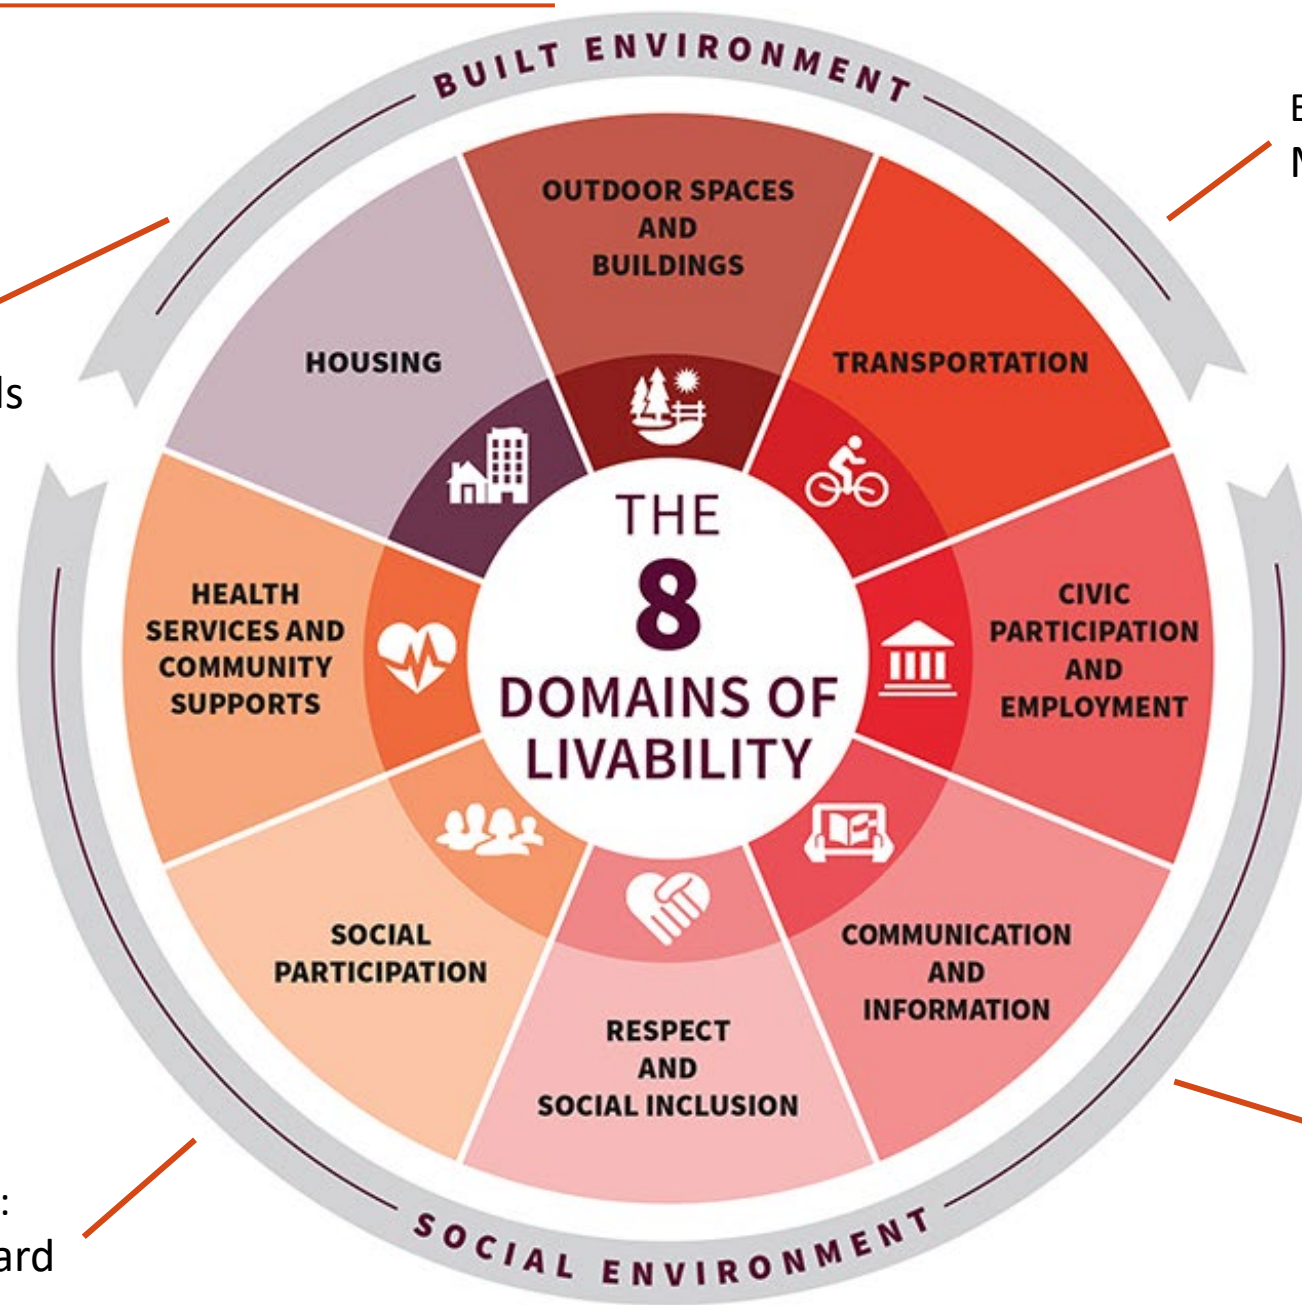 BUILT ENVIRONMENT
OUTDOOR SPACES
AND
BUILDINGS
HOUSING
TRANSPORTATION
THE
8
DOMAINS OF
LIVABILITY
HEALTH
SERVICES AND
COMMUNITY
SUPPORTS
CIVIC
PARTICIPATION
AND
EMPLOYMENT
SOCIAL
PARTICIPATION
COMMUNICATION
AND
INFORMATION
RESPECT
AND
SOCIAL INCLUSION
SOCIAL ENVIRONMENT